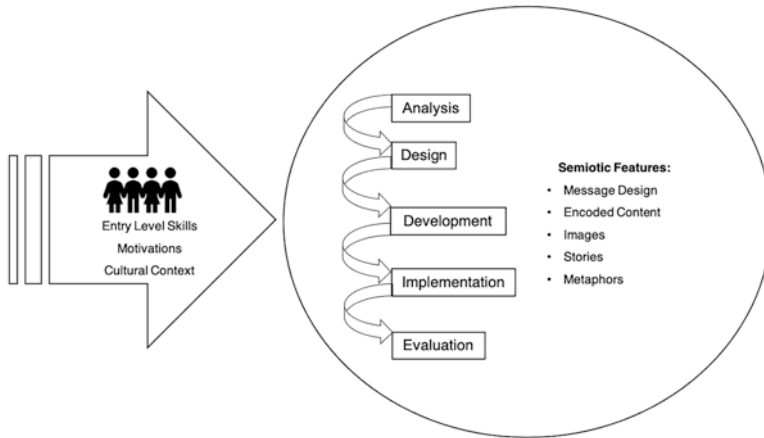 Entry Level Skills
Motivations
Cultural Context
Analysis
Design
Development
Implementation
Evaluation
Semiotic Features:
• Message Design
• Encoded Content
• Images
• Stories
• Metaphors